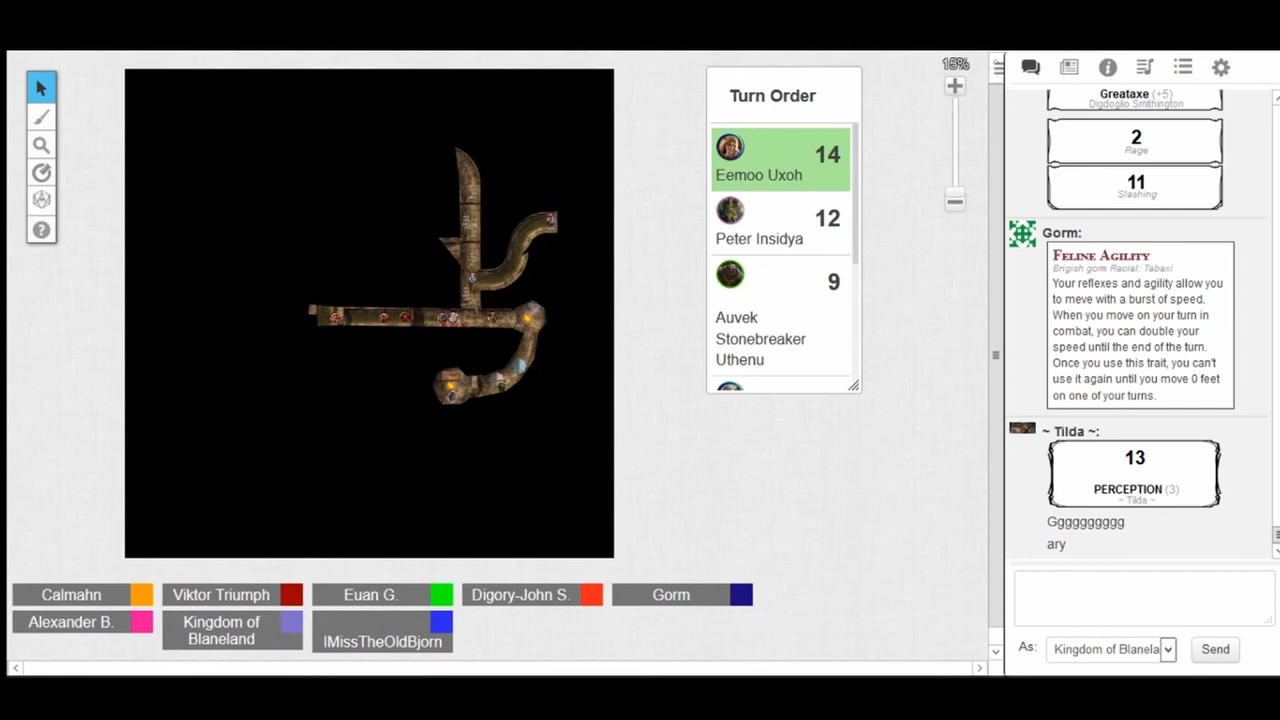 15%
Turn Order
14
Eemoo Uxoh
12
Peter Insidya
9
Auvek
Stonebreaker
Uthenu
Calmahn
Viktor Triumph
Euan G.
Digory-John S.
Gorm
Alexander B.
Kingdom of
Blaneland
IMissTheOldBjorn
Greataxe (+5)
Digdoglio Smithington
2
Rage
11
Slashing
Gorm:
Feline Agility
Brigish gorm Racial: Tabaxi
Your reflexes and agility allow you
to meve with a burst of speed.
When you move on your turn in
combat, you can double your
speed until the end of the turn.
Once you use this trait, you can't
use it again until you move 0 feet
on one of your turns.
~ Tilda ~:
13
PERCEPTION (3)
~ Tilda ~
Gggggggggg
ary
As:
Kingdom of Blanela
Send